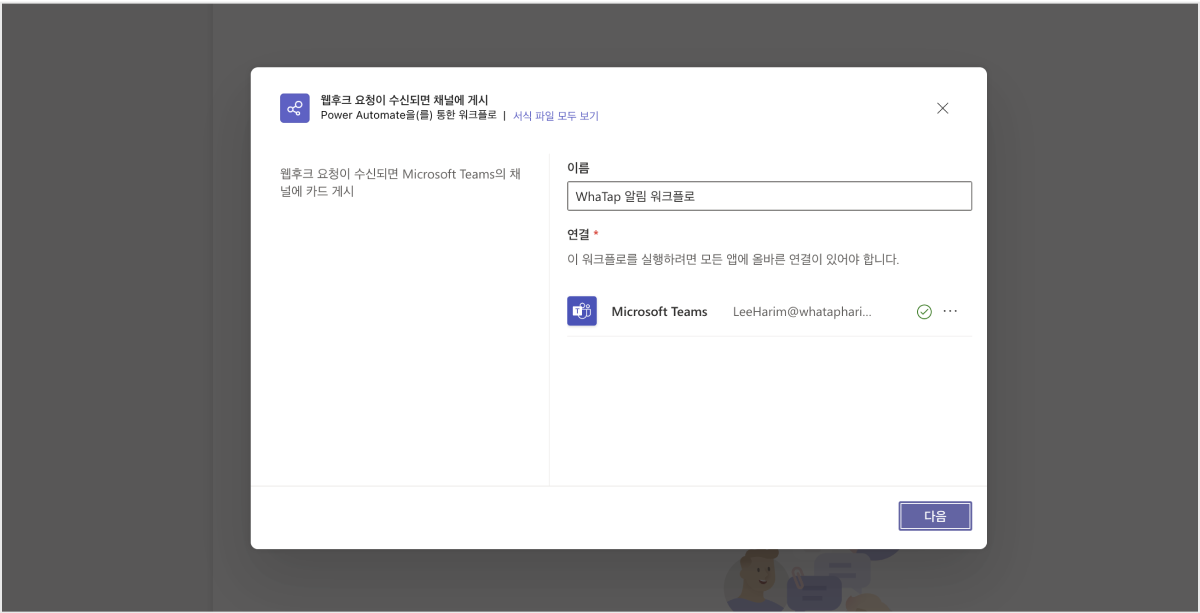 웹후크 요청이 수신되면 채널에 게시
Power Automate을(를) 통한 워크플로 | 서식 파일 모두 보기
웹후크 요청이 수신되면 Microsoft Teams의 채
널에 카드 게시
이름
WhaTap 알림 워크플로
연결 *
이 워크플로를 실행하려면 모든 앱에 올바른 연결이 있어야 합니다.
Microsoft Teams LeeHarim@whataphari...
다음